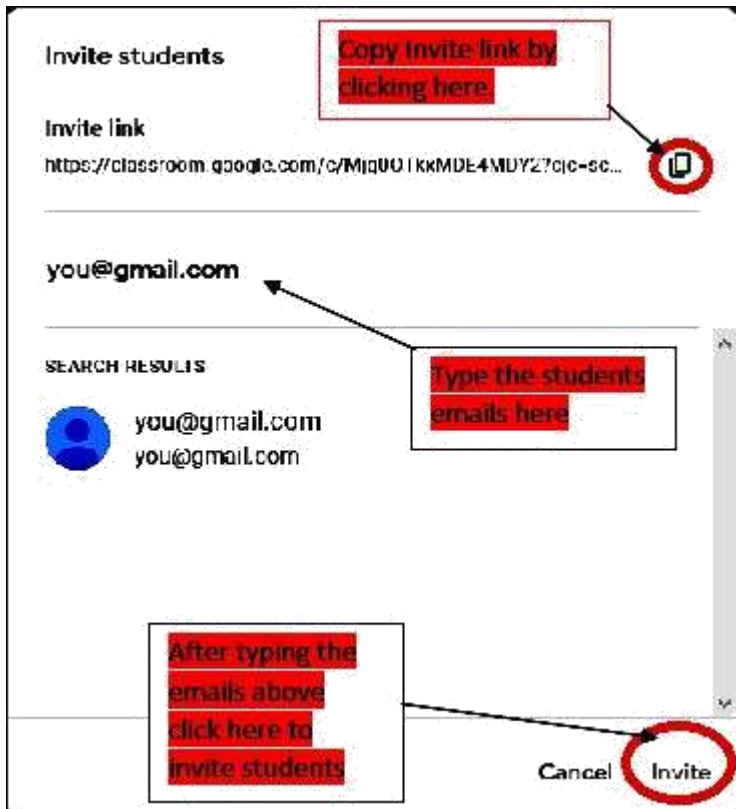 Invite students
Copy Invite link by
clicking here.
Invite link
you@gmail.com
Type the students
emails here
SEARCH RESULTS
you@gmail.com
you@gmail.com
After typing the
emails above
click here to
invite students
Cancel
Invite